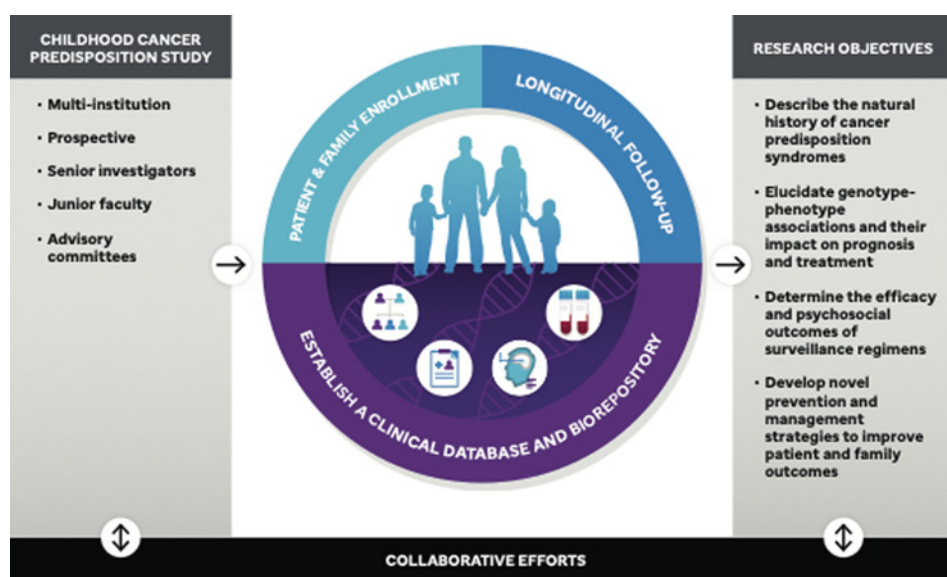 CHILDHOOD CANCER
PREDISPOSITION STUDY
• Multi-institution
• Prospective
• Senior investigators
• Junior faculty
• Advisory
committees
PATIENT & FAMILY ENROLLMENT
LONGITUDINAL FOLLOW-UP
ESTABLISH A CLINICAL DATABASE AND BIOREPOSITORY
RESEARCH OBJECTIVES
• Describe the natural
history of cancer
predisposition
syndromes
• Elucidate genotype-
phenotype
associations and their
impact on prognosis
and treatment
• Determine the efficacy
and psychosocial
outcomes of
surveillance regimens
• Develop novel
prevention and
management
strategies to improve
patient and family
outcomes
COLLABORATIVE EFFORTS